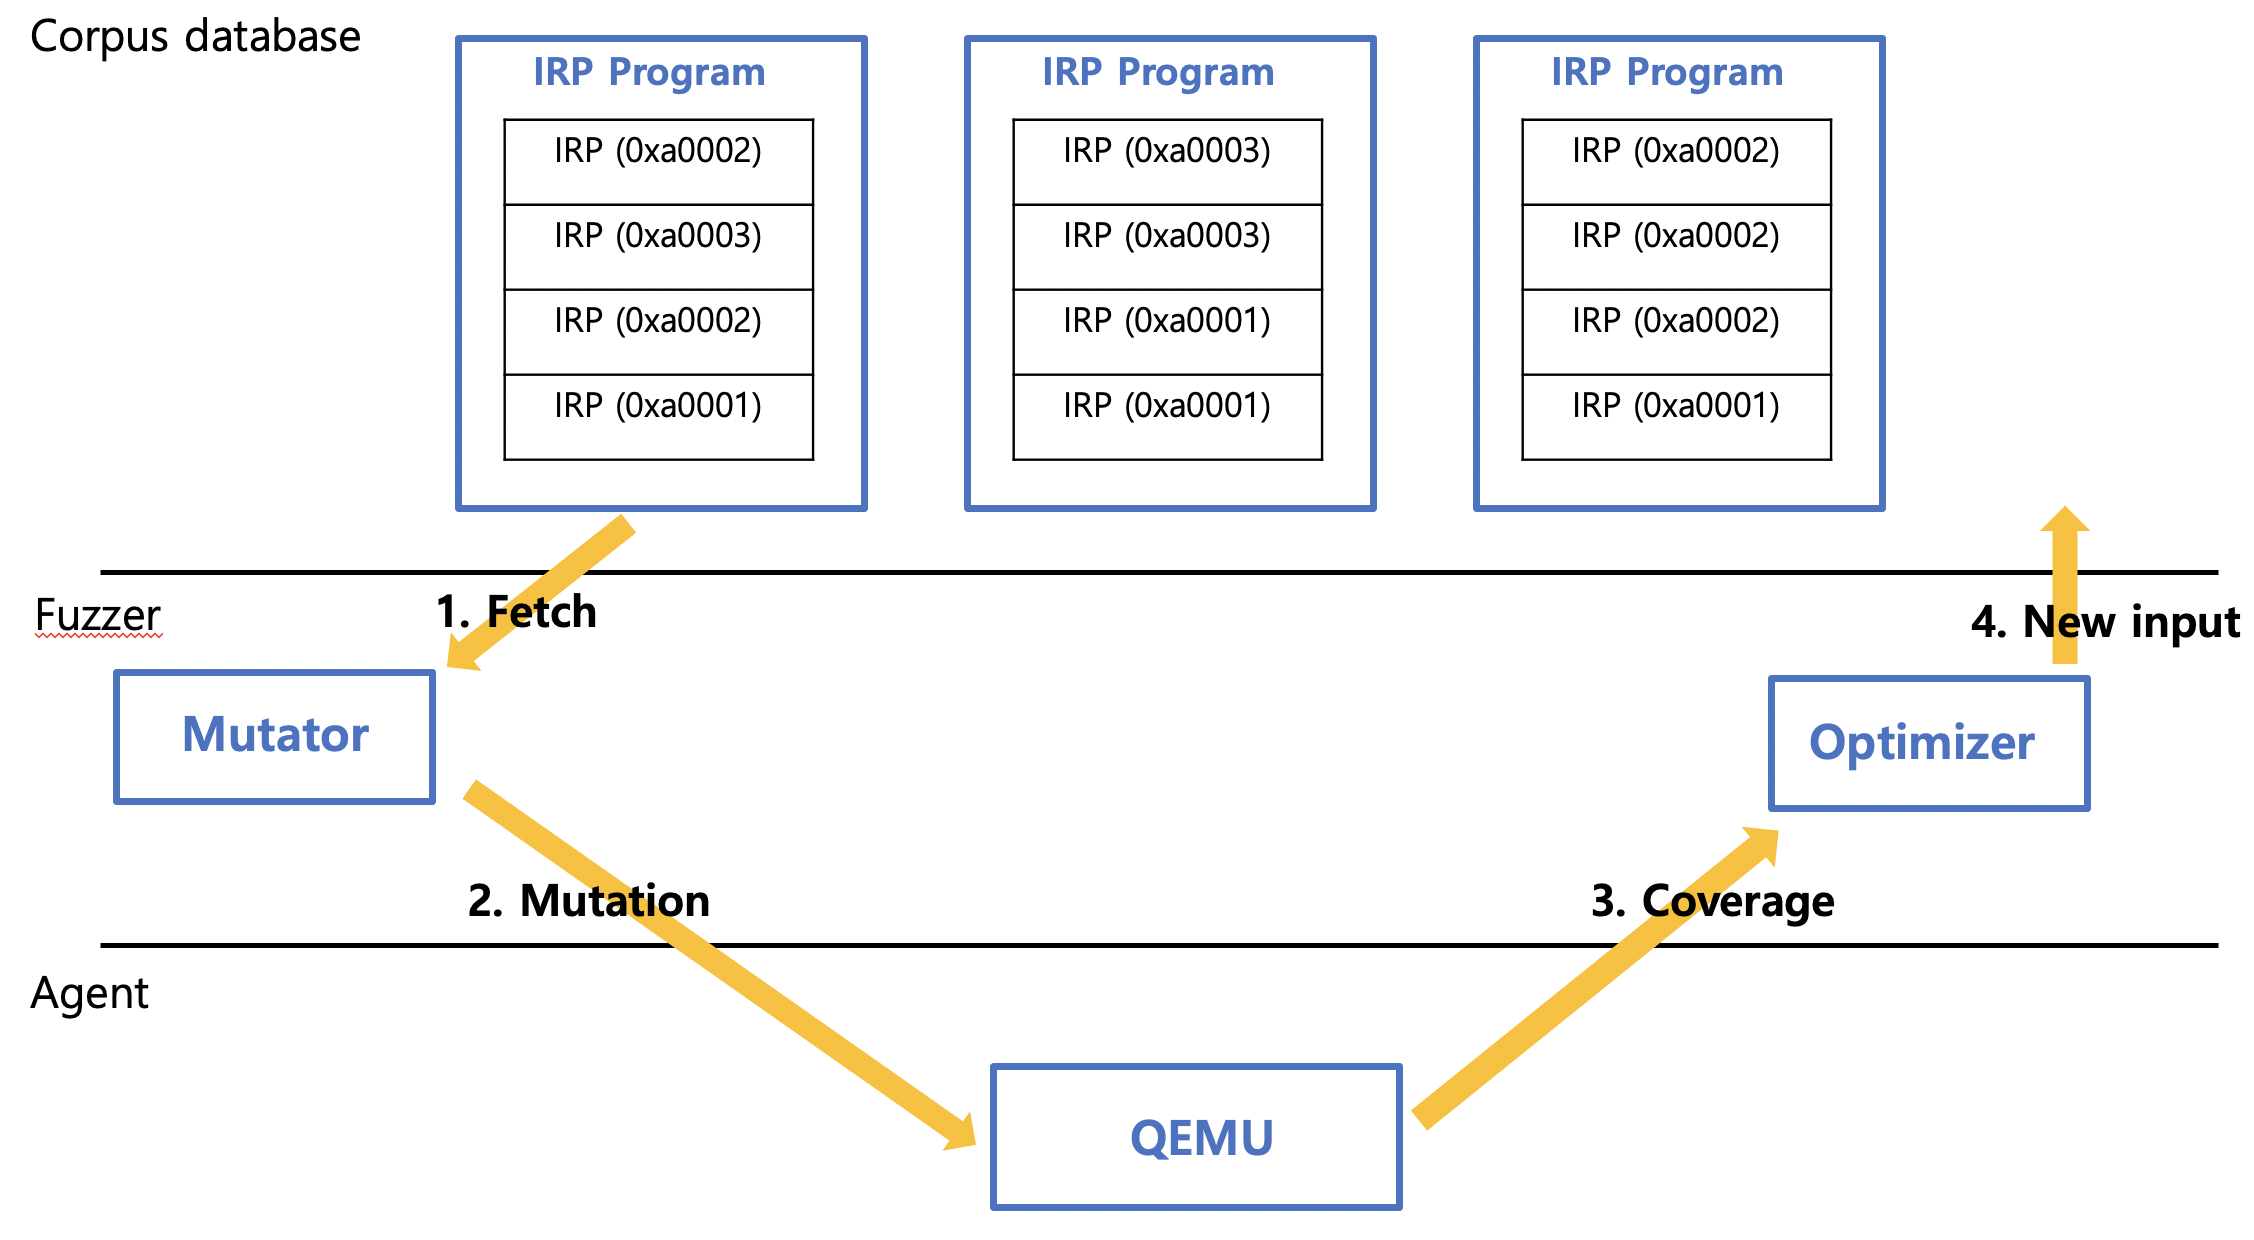 Corpus database
IRP Program
IRP (0xa0002)
IRP (0xa0003)
IRP (0xa0002)
IRP (0xa0001)
IRP Program
IRP (0xa0003)
IRP (0xa0003)
IRP (0xa0001)
IRP (0xa0001)
IRP Program
IRP (0xa0002)
IRP (0xa0002)
IRP (0xa0002)
IRP (0xa0001)
Fuzzer
1. Fetch
4. New input
Mutator
Optimizer
2. Mutation
3. Coverage
Agent
QEMU